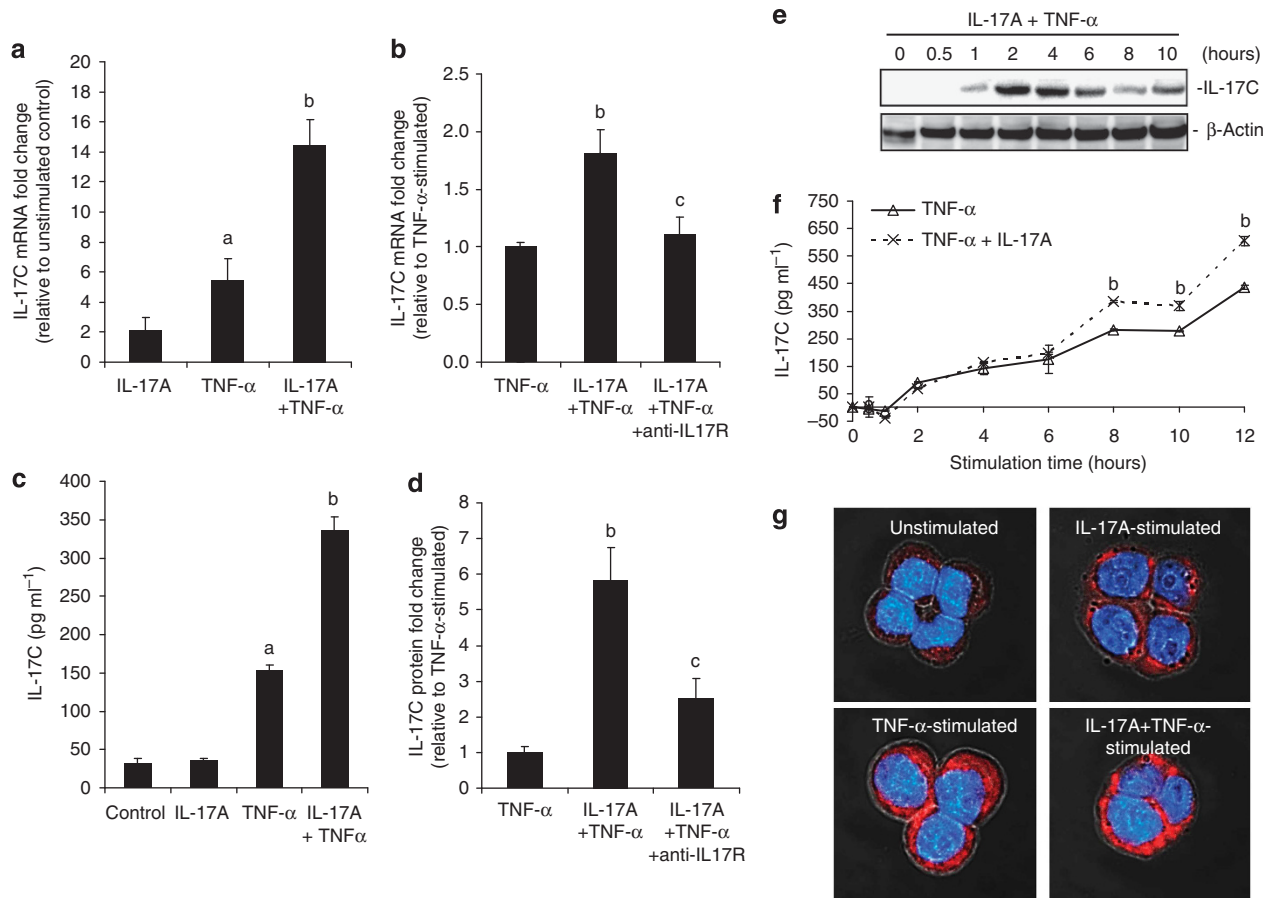 a
IL-17C mRNA fold change
(relative to unstimulated control)
20
18
16
14
12
10
8
6
4
2
0
a
b
IL-17A
TNF-α
IL-17A
+TNF-α
b
IL-17C mRNA fold change
(relative to TNF-α-stimulated)
2.5
2.0
1.5
1.0
0.5
0.0
b
c
TNF-α
IL-17A
+TNF-α
IL-17A
+TNF-α
+anti-IL17R
c
IL-17C (pg ml⁻¹)
400
350
300
250
200
150
100
50
0
a
b
Control
IL-17A
TNF-α
IL-17A
+ TNFα
d
IL-17C protein fold change
(relative to TNF-α-stimulated)
8
7
6
5
4
3
2
1
0
b
c
TNF-α
IL-17A
+TNF-α
IL-17A
+TNF-α
+anti-IL17R
e
IL-17A + TNF-α
0 0.5 1 2 4 6 8 10 (hours)
-IL-17C
- β-Actin
f
IL-17C (pg ml⁻¹)
750
650
550
450
350
250
150
50
−50
TNF-α
TNF-α + IL-17A
b
b
b
0 2 4 6 8 10 12
Stimulation time (hours)
g
Unstimulated
IL-17A-stimulated
TNF-α-stimulated
IL-17A+TNF-α-
stimulated